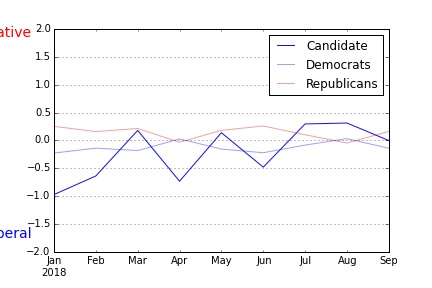 ative
beral
2.0
1.5
1.0
0.5
0.0
−0.5
−1.0
−1.5
−2.0
Candidate
Democrats
Republicans
Jan Feb Mar Apr May Jun Jul Aug Sep
2018